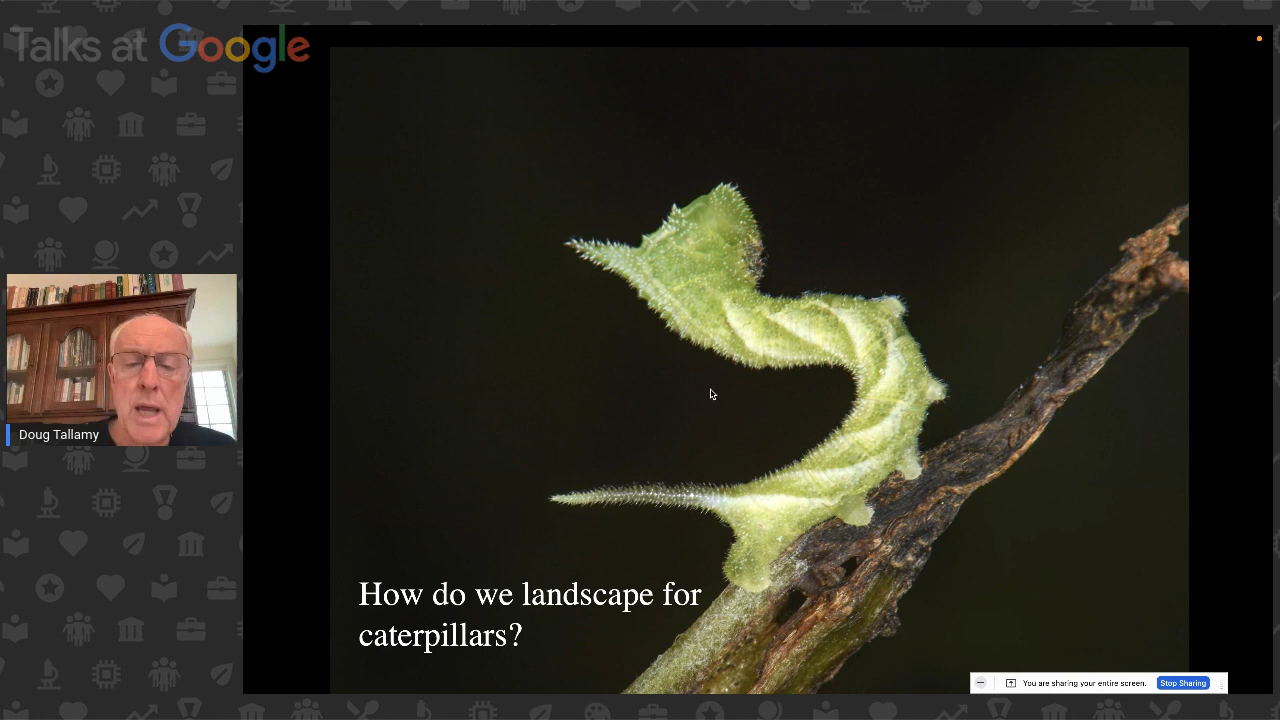 Talks at Google
Doug Tallamy
How do we landscape for
caterpillars?
You are sharing your entire screen.
Stop Sharing